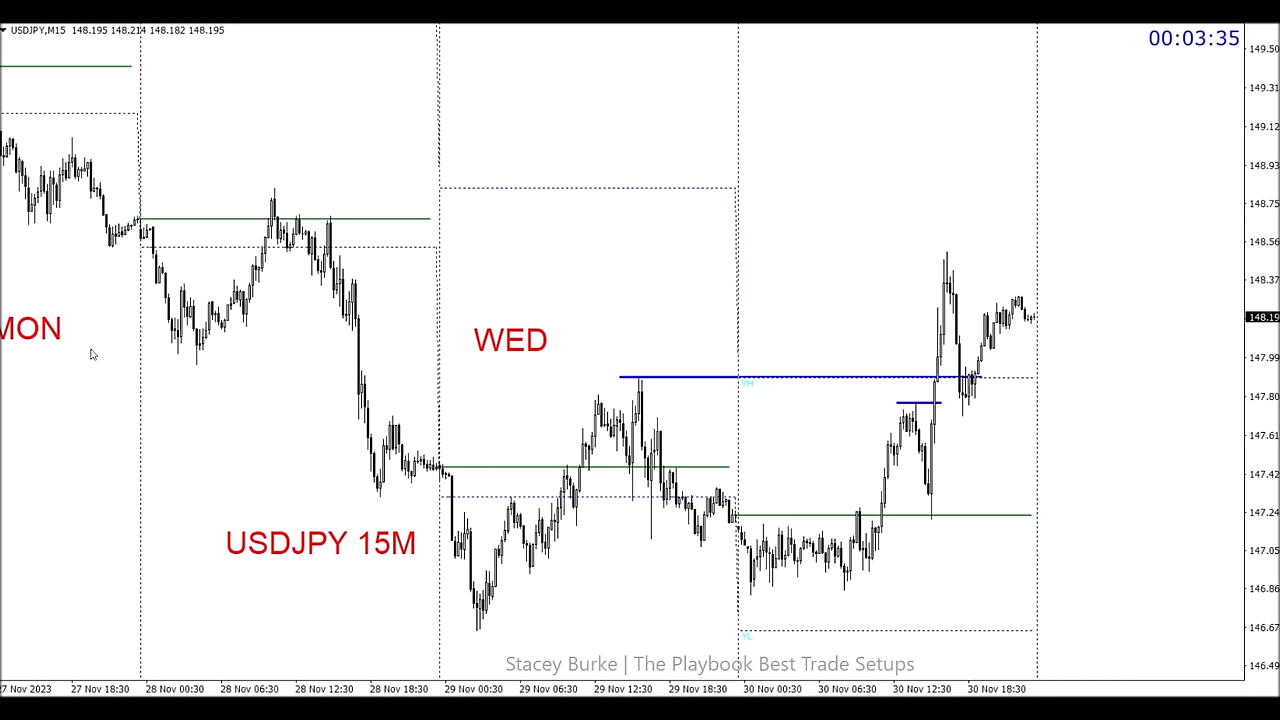 USDJPY,M15 148.195 148.214 148.182 148.195
00:03:35
149.50
149.31
149.12
148.93
148.75
148.56
148.37
148.19
147.99
147.80
147.61
147.42
147.24
147.05
146.86
146.67
146.49
MON
WED
YH
USDJPY 15M
YL
Stacey Burke | The Playbook Best Trade Setups
27 Nov 2023 27 Nov 18:30 28 Nov 00:30 28 Nov 06:30 28 Nov 12:30 28 Nov 18:30 29 Nov 00:30 29 Nov 06:30 29 Nov 12:30 29 Nov 18:30 30 Nov 00:30 30 Nov 06:30 30 Nov 12:30 30 Nov 18:30